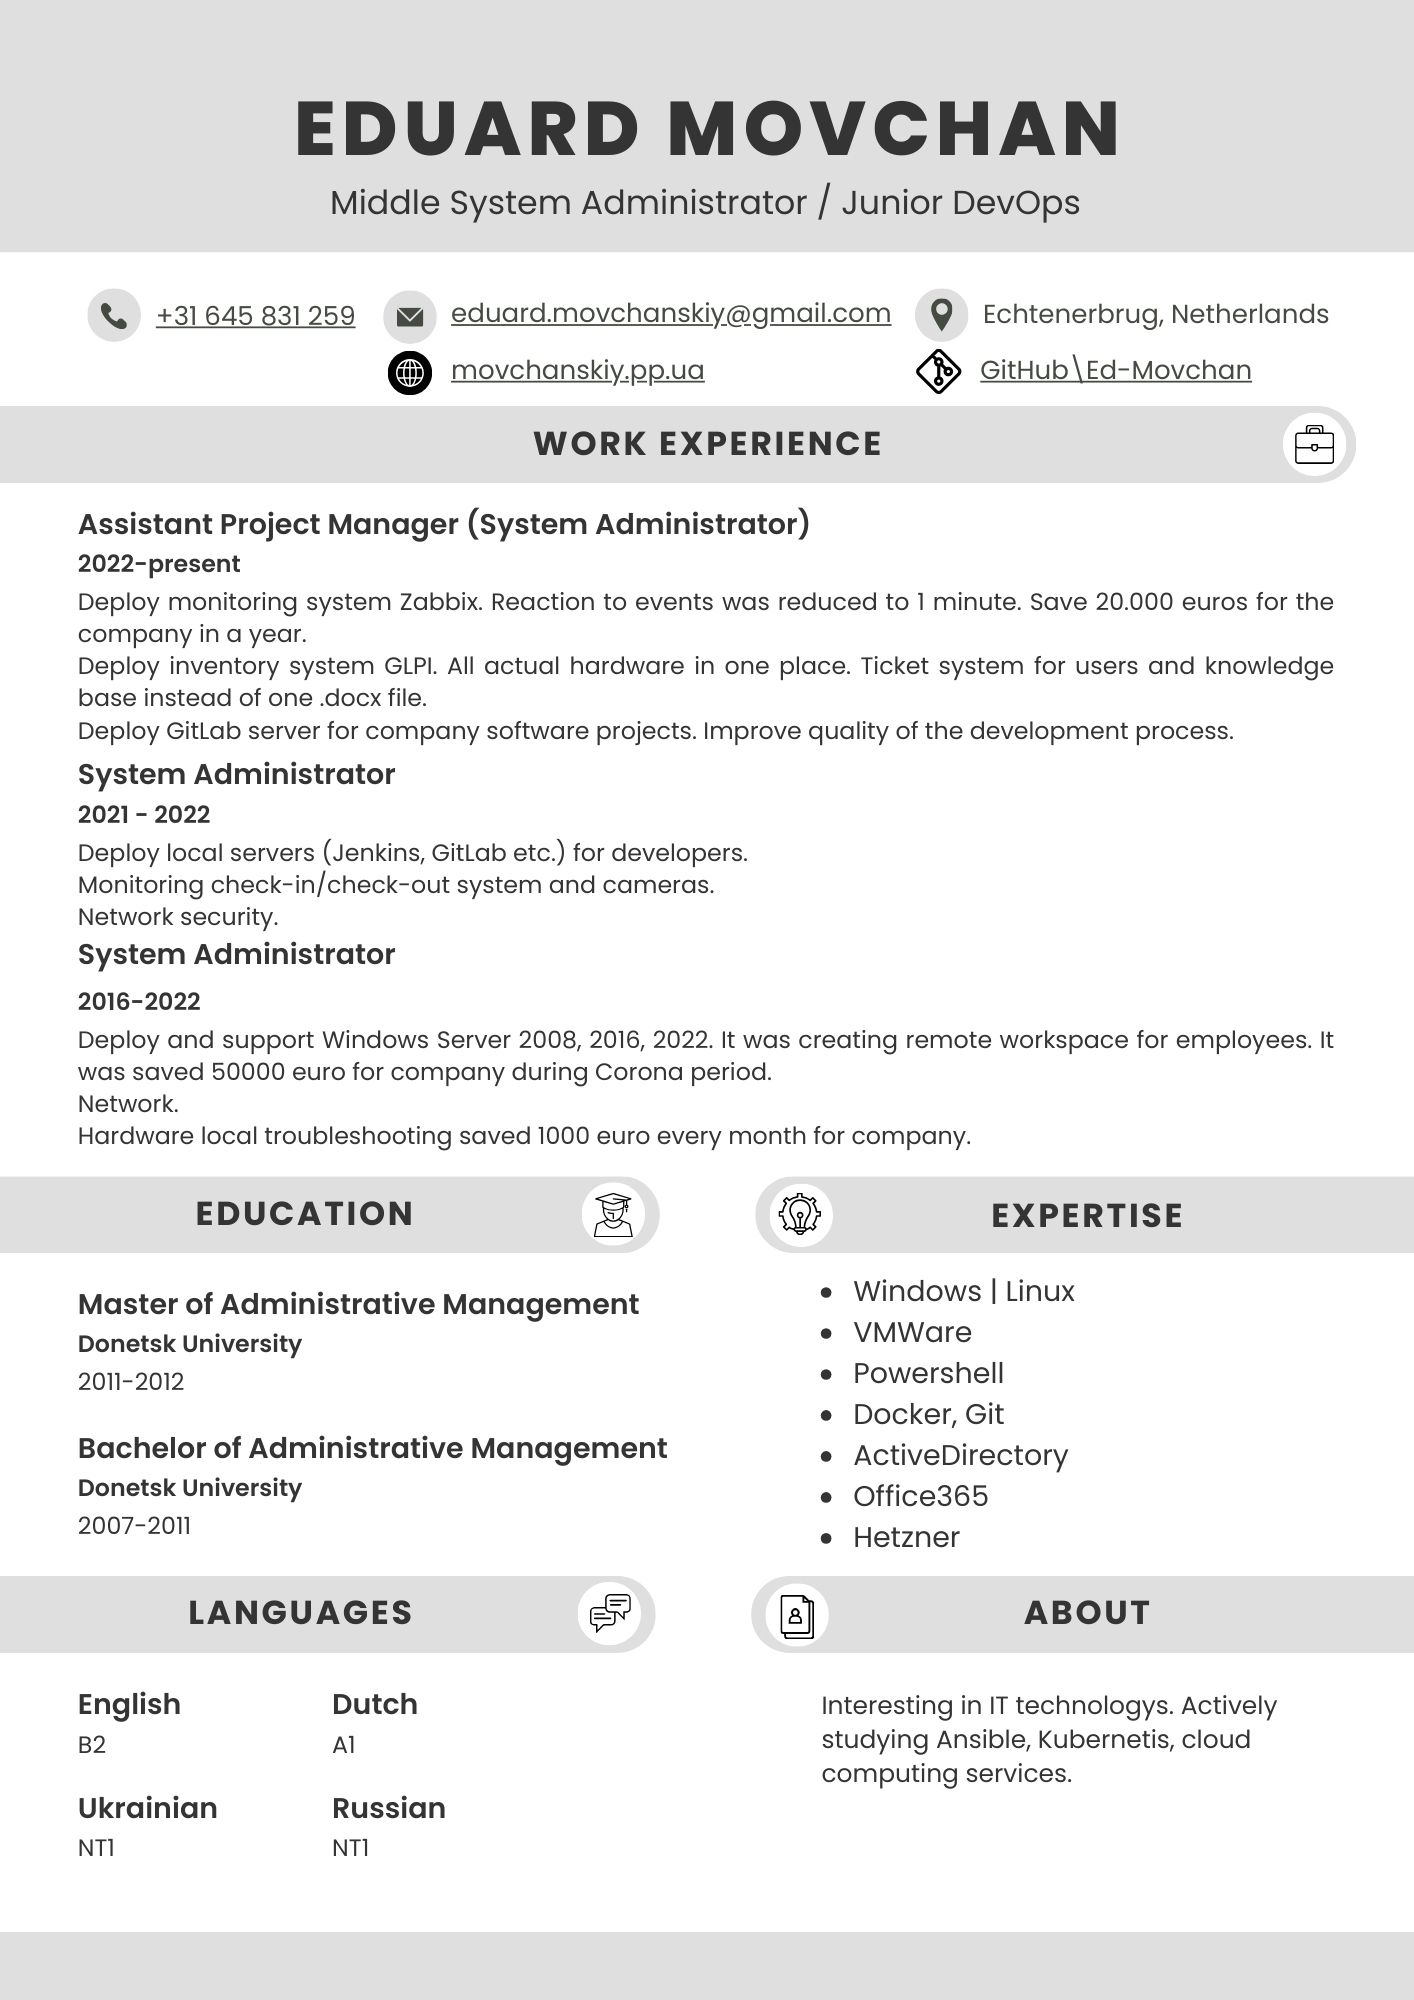 EDUARD MOVCHAN
Middle System Administrator / Junior DevOps
+31 645 831 259
eduard.movchanskiy@gmail.com
Echtenerbrug, Netherlands
movchanskiy.pp.ua
GitHub\Ed-Movchan
WORK EXPERIENCE
Assistant Project Manager (System Administrator)
2022-present
Deploy monitoring system Zabbix. Reaction to events was reduced to 1 minute. Save 20.000 euros for the
company in a year.
Deploy inventory system GLPI. All actual hardware in one place. Ticket system for users and knowledge
base instead of one .docx file.
Deploy GitLab server for company software projects. Improve quality of the development process.
System Administrator
2021 - 2022
Deploy local servers (Jenkins, GitLab etc.) for developers.
Monitoring check-in/check-out system and cameras.
Network security.
System Administrator
2016-2022
Deploy and support Windows Server 2008, 2016, 2022. It was creating remote workspace for employees. It
was saved 50000 euro for company during Corona period.
Network.
Hardware local troubleshooting saved 1000 euro every month for company.
EDUCATION
Master of Administrative Management
Donetsk University
2011-2012
Bachelor of Administrative Management
Donetsk University
2007-2011
EXPERTISE
• Windows | Linux
• VMWare
• Powershell
• Docker, Git
• ActiveDirectory
• Office365
• Hetzner
LANGUAGES
English
B2
Dutch
A1
Ukrainian
NT1
Russian
NT1
ABOUT
Interesting in IT technologys. Actively
studying Ansible, Kubernetis, cloud
computing services.